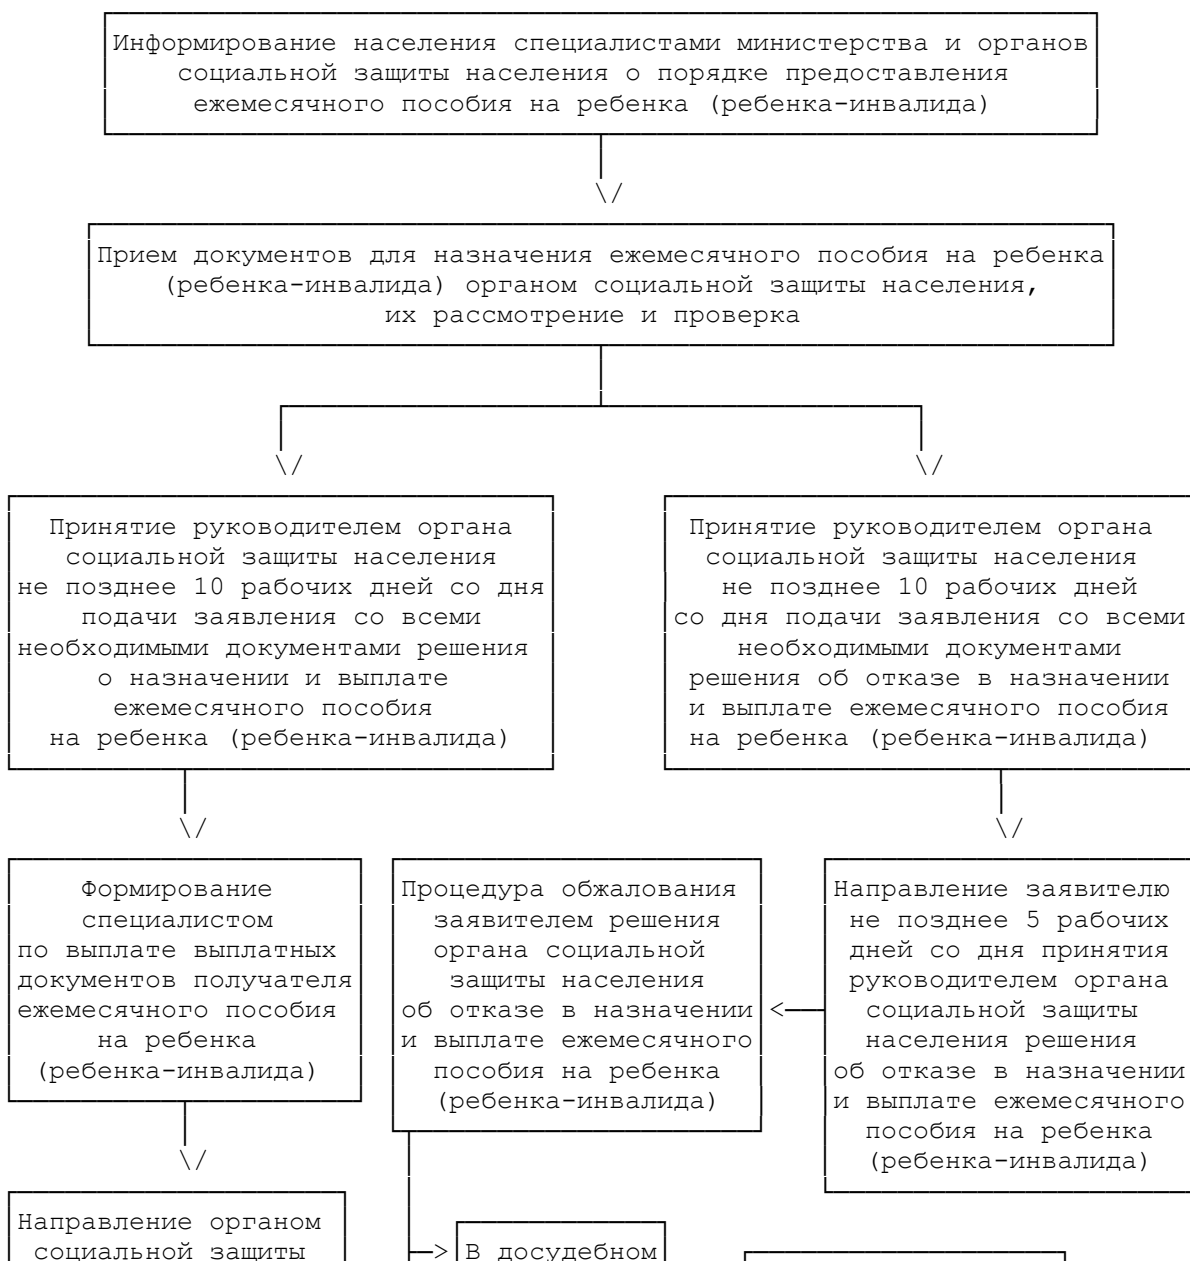 Информирование населения специалистами министерства и органов
социальной защиты населения о порядке предоставления
ежемесячного пособия на ребенка (ребенка-инвалида)
Прием документов для назначения ежемесячного пособия на ребенка
(ребенка-инвалида) органом социальной защиты населения,
их рассмотрение и проверка
Принятие руководителем органа
социальной защиты населения
не позднее 10 рабочих дней со дня
подачи заявления со всеми
необходимыми документами решения
о назначении и выплате
ежемесячного пособия
на ребенка (ребенка-инвалида)
Принятие руководителем органа
социальной защиты населения
не позднее 10 рабочих дней
со дня подачи заявления со всеми
необходимыми документами
решения об отказе в назначении
и выплате ежемесячного пособия
на ребенка (ребенка-инвалида)
Формирование
специалистом
по выплате выплатных
документов получателя
ежемесячного пособия
на ребенка
(ребенка-инвалида)
Процедура обжалования
заявителем решения
органа социальной
защиты населения
об отказе в назначении
и выплате ежемесячного
пособия на ребенка
(ребенка-инвалида)
Направление заявителю
не позднее 5 рабочих
дней со дня принятия
руководителем органа
социальной защиты
населения решения
об отказе в назначении
и выплате ежемесячного
пособия на ребенка
(ребенка-инвалида)
Направление органом
социальной защиты
В досудебном